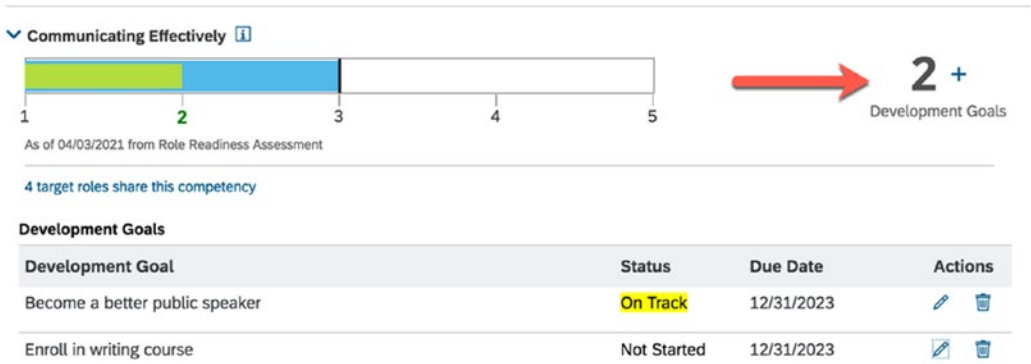 Communicating Effectively
2 +
Development Goals
1 2 3 4 5
As of 04/03/2021 from Role Readiness Assessment
4 target roles share this competency
Development Goals
Development Goal Status Due Date Actions
Become a better public speaker On Track 12/31/2023
Enroll in writing course Not Started 12/31/2023